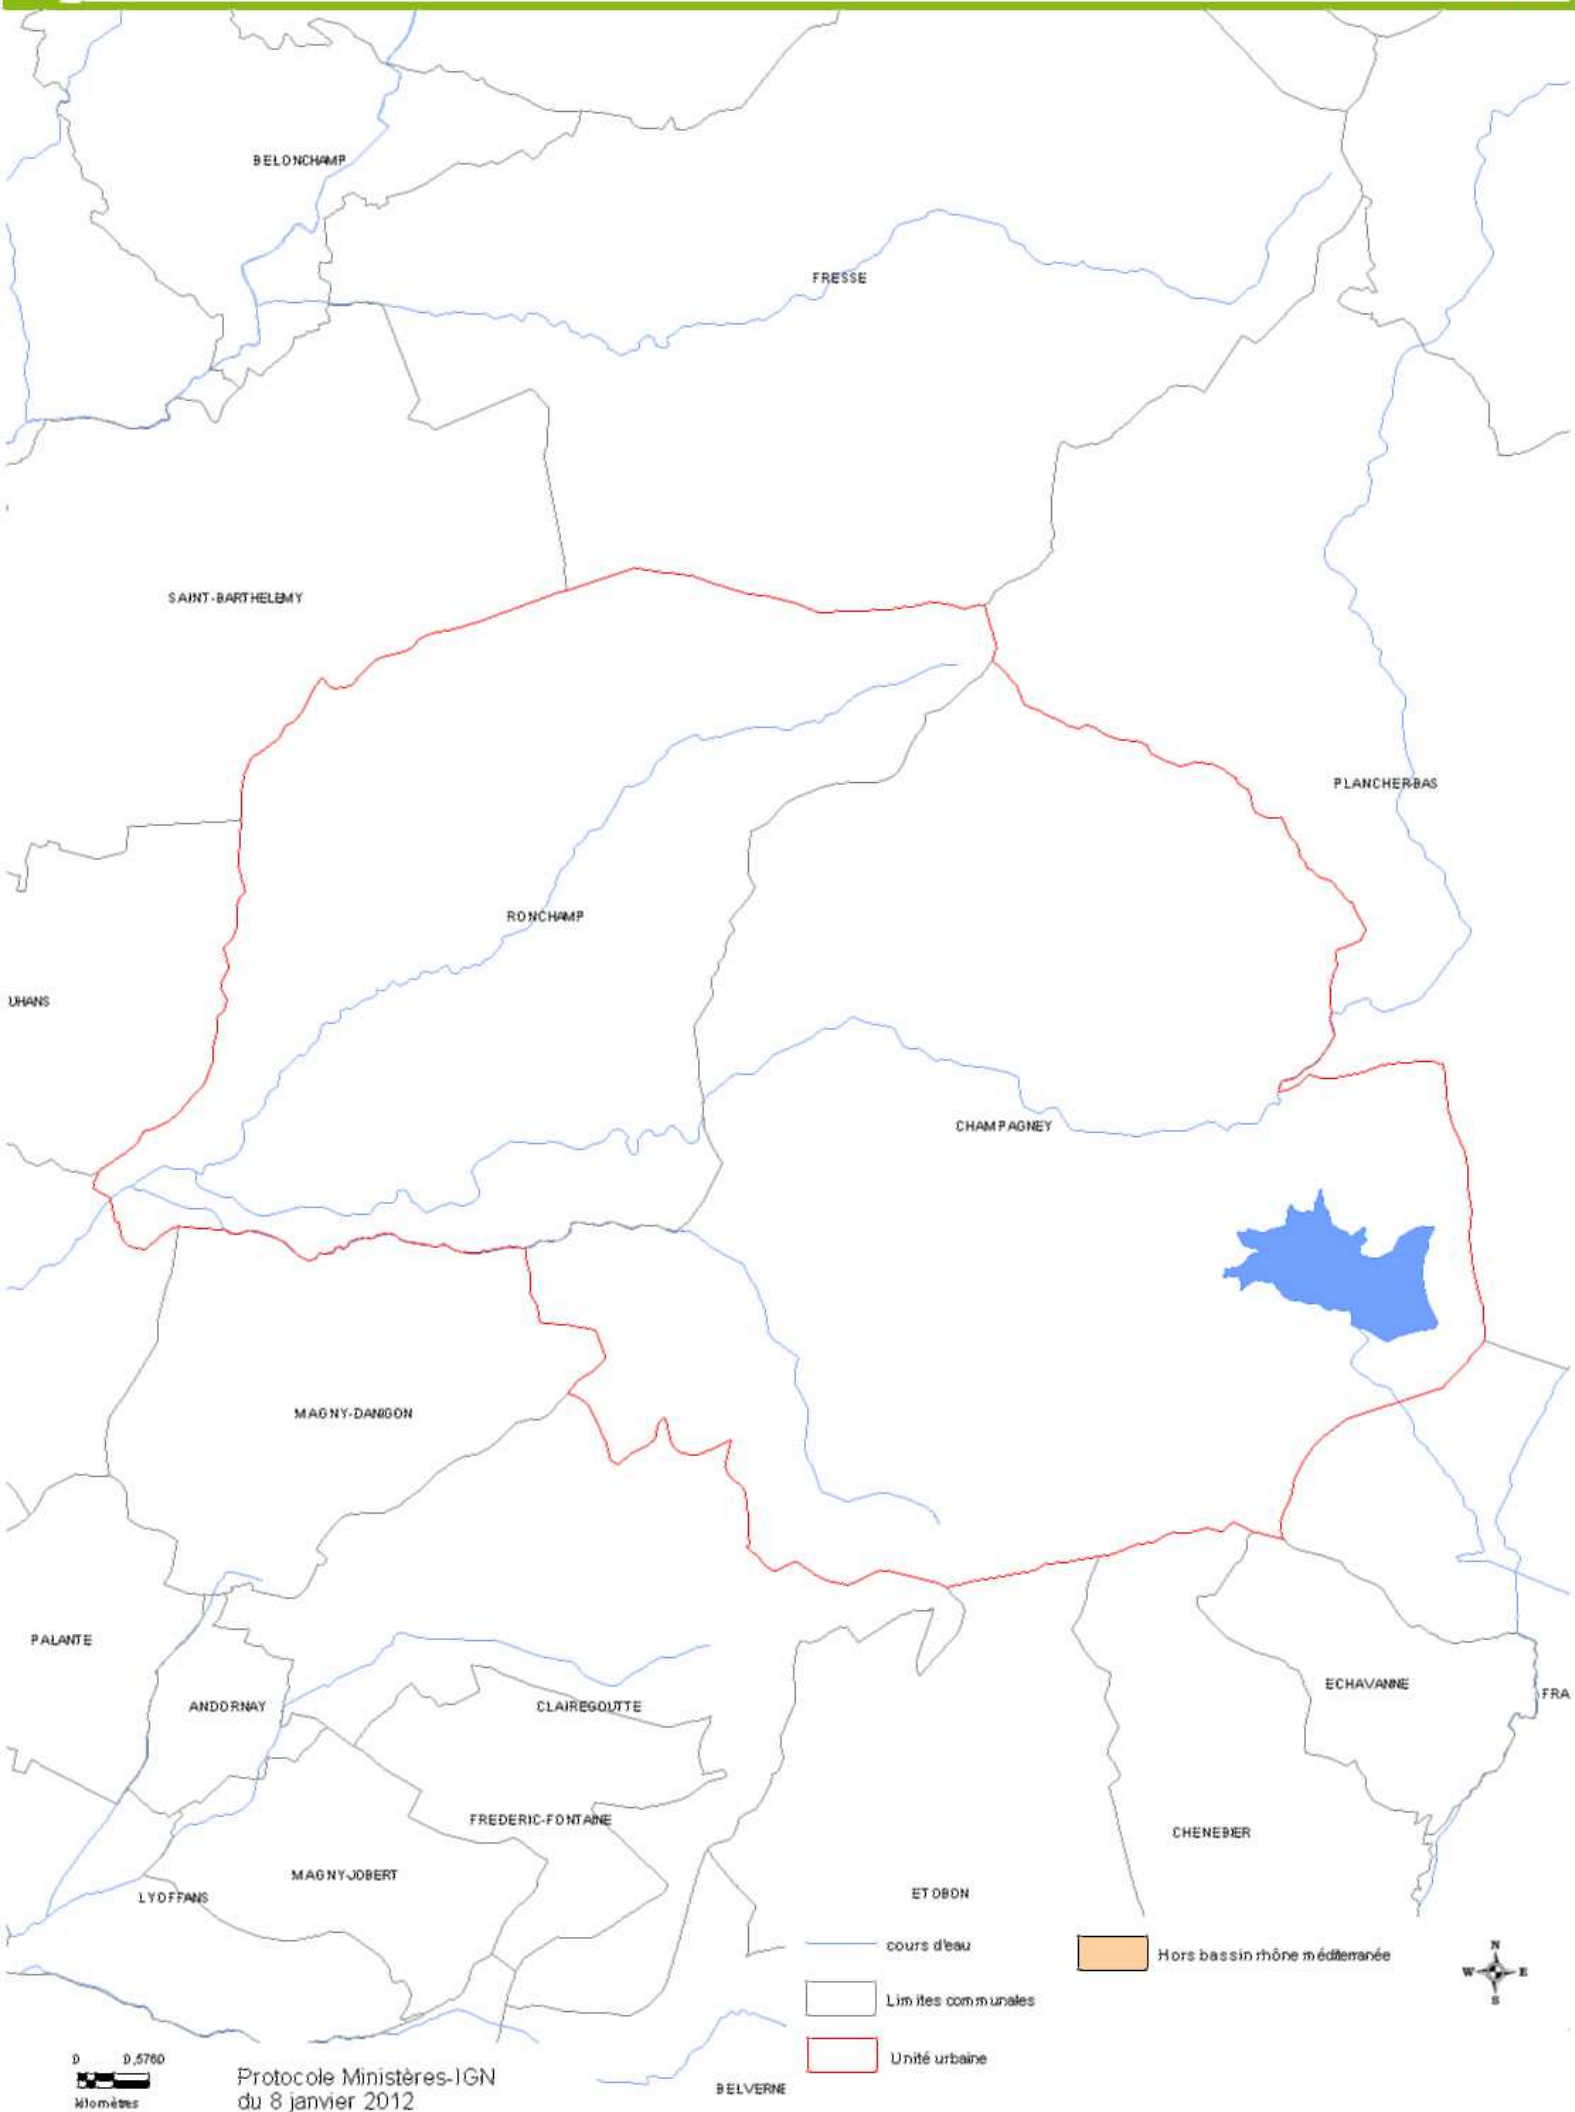 BELONCHAMP
FRESSE
SAINT-BARTHELEMY
PLANCHER-BAS
RONCHAMP
UHANS
CHAMPAGNEY
MAGNY-DANIGON
PALANTE
ECHAVANNE
FRA
ANDORNAY
CLAIREGOUTTE
FREDERIC-FONTAINE
CHENEBIER
MAGNY-JOBERT
ETOBON
LYOFFANS
cours d'eau
Hors bassin rhône méditerranée
N
W E
S
Limites communales
Unité urbaine
0 0,5760
kilomètres
Protocole Ministères-IGN
du 8 janvier 2012
BELVERNE